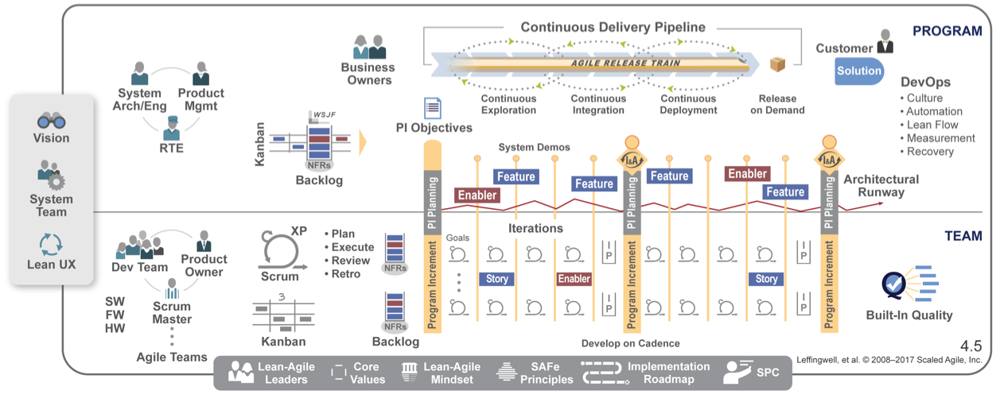 Vision
System
Team
Lean UX
PROGRAM
System
Arch/Eng
Product
Mgmt
RTE
Business
Owners
Kanban
WSJF
NFRs
Backlog
Continuous Delivery Pipeline
AGILE RELEASE TRAIN
Continuous
Exploration
Continuous
Integration
Continuous
Deployment
Release
on Demand
Customer
Solution
DevOps
• Culture
• Automation
• Lean Flow
• Measurement
• Recovery
PI Objectives
System Demos
Enabler
Feature
Feature
I&A
Feature
Enabler
Feature
I&A
Architectural
Runway
PI Planning
PI Planning
PI Planning
TEAM
Dev Team
Product
Owner
Scrum
Master
SW
FW
HW
Agile Teams
XP
Scrum
• Plan
• Execute
• Review
• Retro
3
Kanban
NFRs
NFRs
Backlog
Program Increment
Goals
Iterations
I P
Story
Enabler
I P
Program Increment
I P
Story
I P
Program Increment
Develop on Cadence
Built-In Quality
4.5
Leffingwell, et al. © 2008–2017 Scaled Agile, Inc.
Lean-Agile
Leaders
Core
Values
Lean-Agile
Mindset
SAFe
Principles
Implementation
Roadmap
SPC